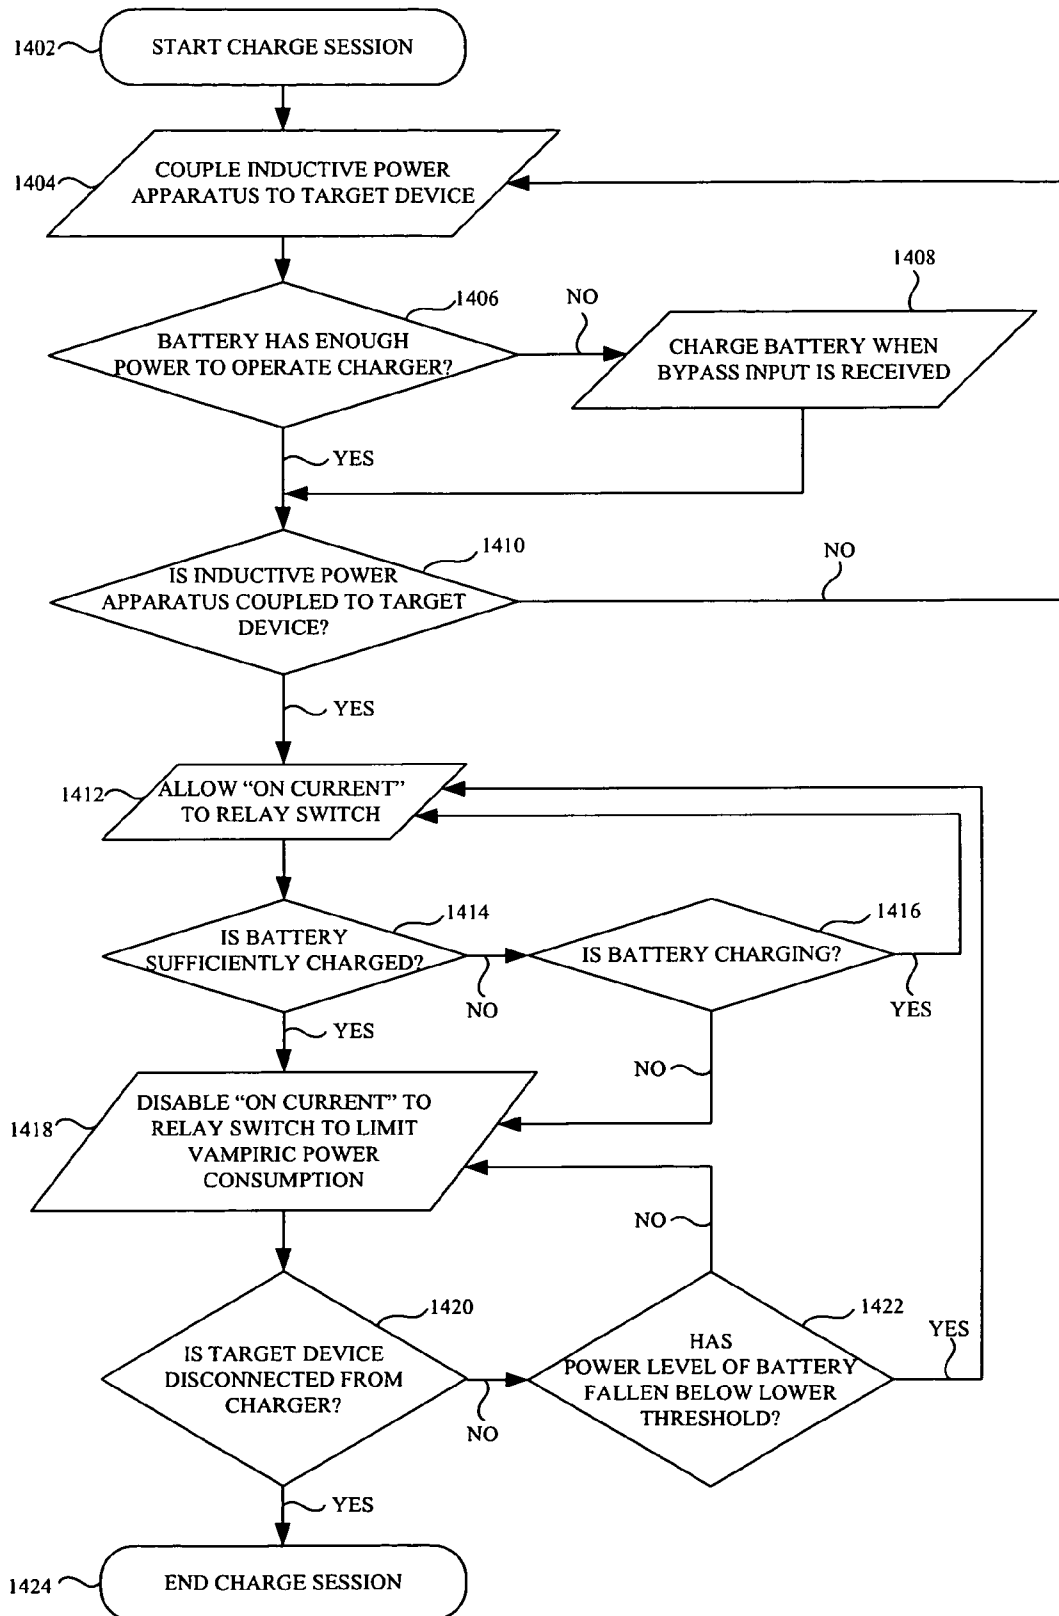 1402
START CHARGE SESSION
1404
COUPLE INDUCTIVE POWER
APPARATUS TO TARGET DEVICE
1406
BATTERY HAS ENOUGH
POWER TO OPERATE CHARGER?
NO
1408
CHARGE BATTERY WHEN
BYPASS INPUT IS RECEIVED
YES
1410
IS INDUCTIVE POWER
APPARATUS COUPLED TO TARGET
DEVICE?
NO
YES
1412
ALLOW “ON CURRENT”
TO RELAY SWITCH
1414
IS BATTERY
SUFFICIENTLY CHARGED?
NO
1416
IS BATTERY CHARGING?
YES
YES
NO
1418
DISABLE “ON CURRENT” TO
RELAY SWITCH TO LIMIT
VAMPIRIC POWER
CONSUMPTION
NO
1420
IS TARGET DEVICE
DISCONNECTED FROM
CHARGER?
NO
1422
HAS
POWER LEVEL OF BATTERY
FALLEN BELOW LOWER
THRESHOLD?
YES
YES
1424
END CHARGE SESSION